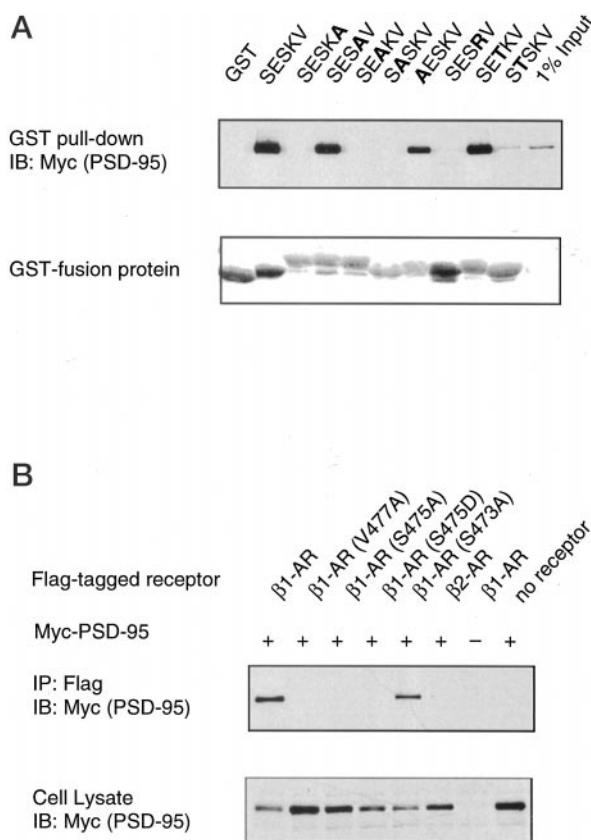 A
GST
SESKV
SESKA
SESAV
SEAKV
SASKV
AESKV
SESRV
SETKV
STSKV
1% Input
GST pull-down
IB: Myc (PSD-95)
GST-fusion protein
B
Flag-tagged receptor
β1-AR
β1-AR (V477A)
β1-AR (S475A)
β1-AR (S475D)
β1-AR (S473A)
β2-AR
β1-AR
no receptor
Myc-PSD-95
+ + + + + + − +
IP: Flag
IB: Myc (PSD-95)
Cell Lysate
IB: Myc (PSD-95)